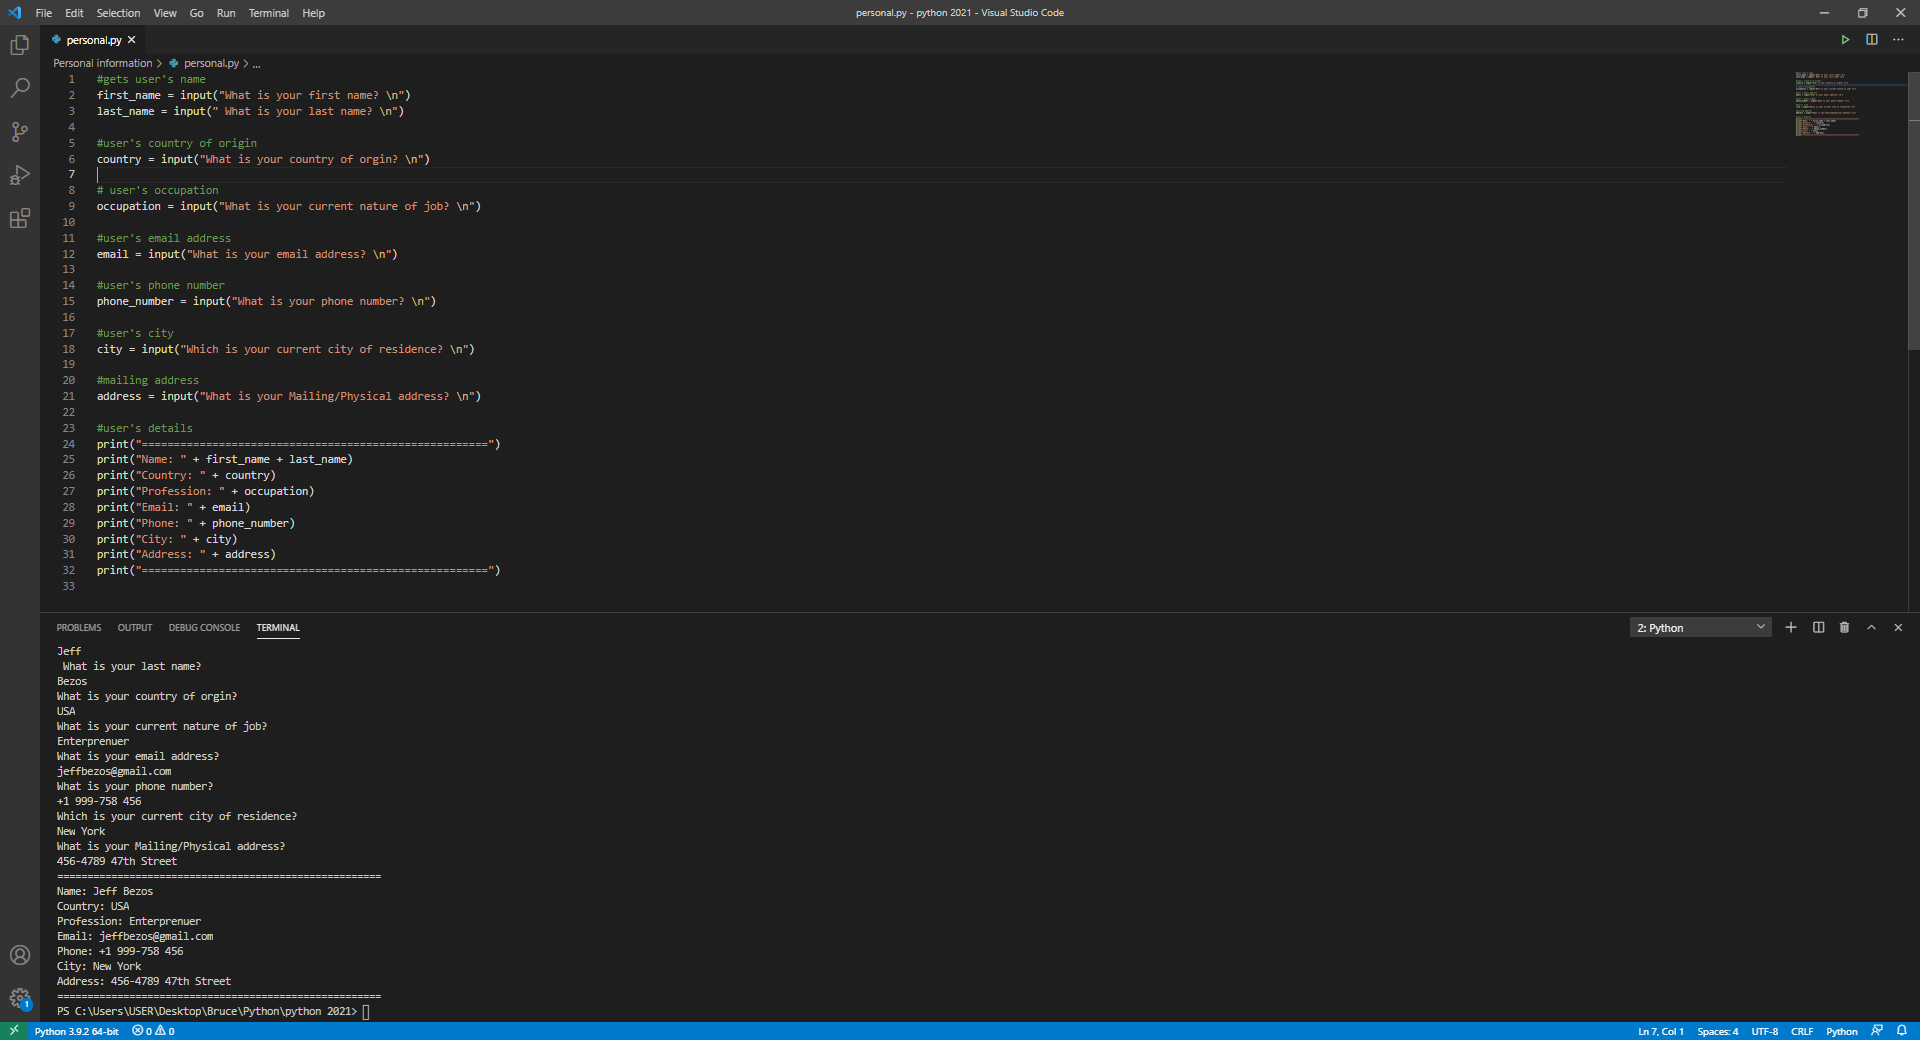 File Edit Selection View Go Run Terminal Help
personal.py - python 2021 - Visual Studio Code
personal.py
Personal information > personal.py > ...
1 #gets user's name
2 first_name = input("What is your first name? \n")
3 last_name = input(" What is your last name? \n")
4
5 #user's country of origin
6 country = input("What is your country of orgin? \n")
7
8 # user's occupation
9 occupation = input("What is your current nature of job? \n")
10
11 #user's email address
12 email = input("What is your email address? \n")
13
14 #user's phone number
15 phone_number = input("What is your phone number? \n")
16
17 #user's city
18 city = input("Which is your current city of residence? \n")
19
20 #mailing address
21 address = input("What is your Mailing/Physical address? \n")
22
23 #user's details
24 print("======================================================")
25 print("Name: " + first_name + last_name)
26 print("Country: " + country)
27 print("Profession: " + occupation)
28 print("Email: " + email)
29 print("Phone: " + phone_number)
30 print("City: " + city)
31 print("Address: " + address)
32 print("======================================================")
33
PROBLEMS OUTPUT DEBUG CONSOLE TERMINAL
2: Python
Jeff
What is your last name?
Bezos
What is your country of orgin?
USA
What is your current nature of job?
Enterprenuer
What is your email address?
jeffbezos@gmail.com
What is your phone number?
+1 999-758 456
Which is your current city of residence?
New York
What is your Mailing/Physical address?
456-4789 47th Street
======================================================
Name: Jeff Bezos
Country: USA
Profession: Enterprenuer
Email: jeffbezos@gmail.com
Phone: +1 999-758 456
City: New York
Address: 456-4789 47th Street
======================================================
PS C:\Users\USER\Desktop\Bruce\Python\python 2021>
1
Python 3.9.2 64-bit 0 0
Ln 7, Col 1 Spaces: 4 UTF-8 CRLF Python